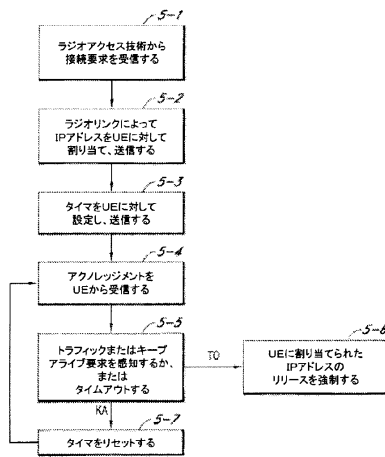 5-1
ラジオアクセス技術から
接続要求を受信する
5-2
ラジオリンクによって
IPアドレスをUEに対して
割り当て、送信する
5-3
タイマをUEに対して
設定し、送信する
5-4
アクノレッジメントを
UEから受信する
5-5
トラフィックまたはキープ
アライブ要求を感知するか、
または
タイムアウトする
TO
5-6
UEに割り当てられた
IPアドレスの
リリースを強制する
KA
5-7
タイマをリセットする